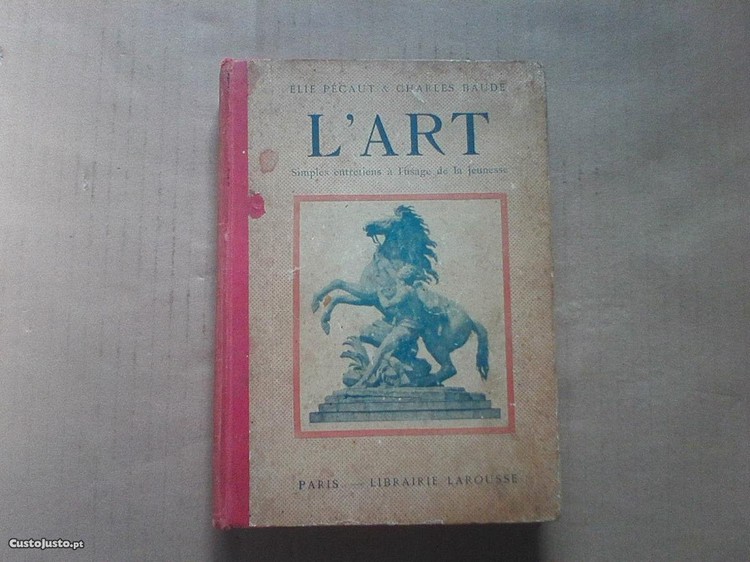 ELIE PÉCAUT & CHARLES BAUDE
L'ART
Simples entretiens à l'usage de la jeunesse
PARIS — LIBRAIRIE LAROUSSE
CustoJusto.pt